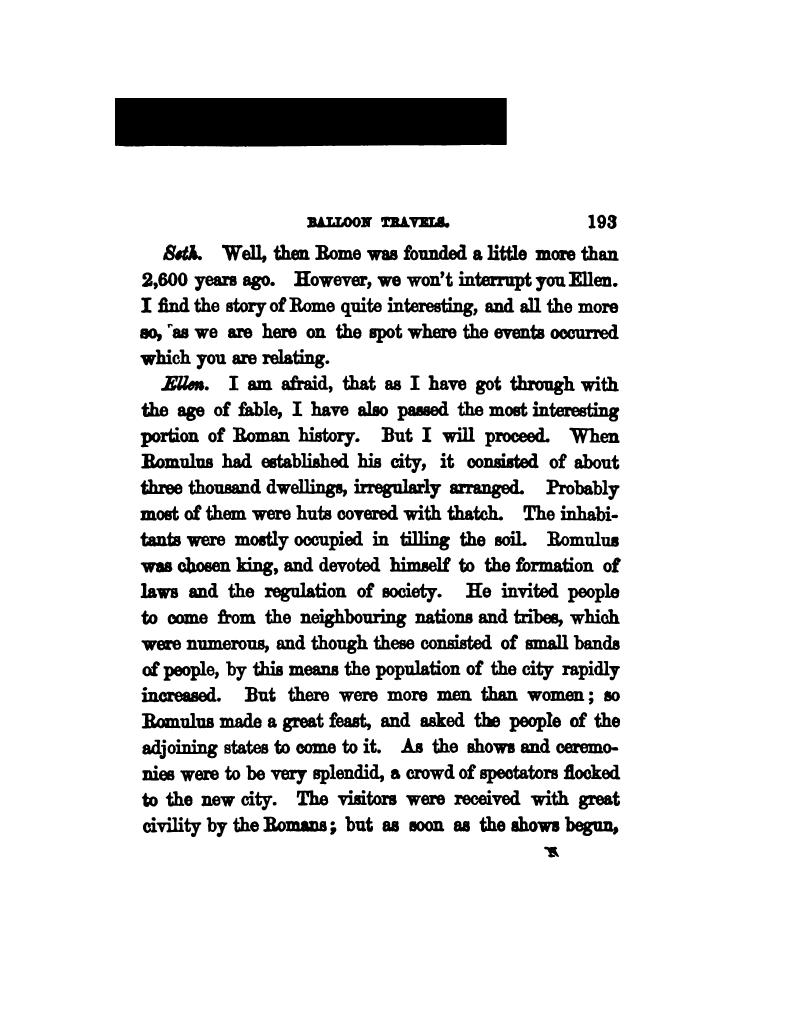 BALLOON TRAVELS. 193
Seth. Well, then Rome was founded a little more than
2,600 years ago. However, we won't interrupt you Ellen.
I find the story of Rome quite interesting, and all the more
so, as we are here on the spot where the events occurred
which you are relating.
Ellen. I am afraid, that as I have got through with
the age of fable, I have also passed the most interesting
portion of Roman history. But I will proceed. When
Romulus had established his city, it consisted of about
three thousand dwellings, irregularly arranged. Probably
most of them were huts covered with thatch. The inhabi-
tants were mostly occupied in tilling the soil. Romulus
was chosen king, and devoted himself to the formation of
laws and the regulation of society. He invited people
to come from the neighbouring nations and tribes, which
were numerous, and though these consisted of small bands
of people, by this means the population of the city rapidly
increased. But there were more men than women; so
Romulus made a great feast, and asked the people of the
adjoining states to come to it. As the shows and ceremo-
nies were to be very splendid, a crowd of spectators flocked
to the new city. The visitors were received with great
civility by the Romans; but as soon as the shows begun,